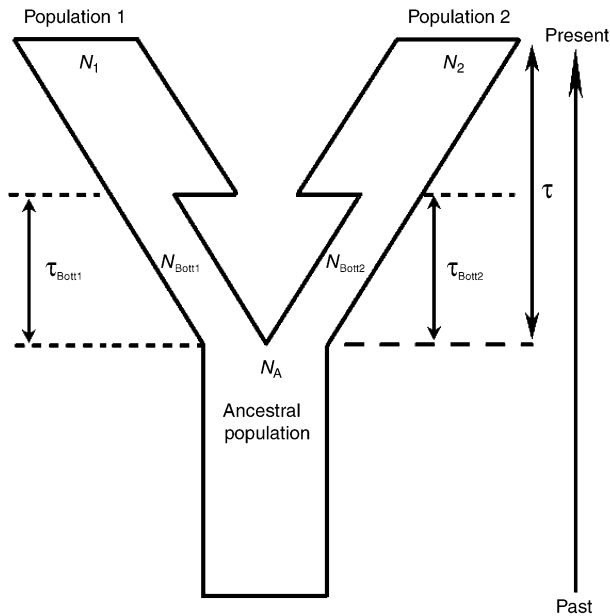 Population 1
Population 2
Present
N1
N2
τ
NBott1
NBott2
τBott1
τBott2
NA
Ancestral
population
Past